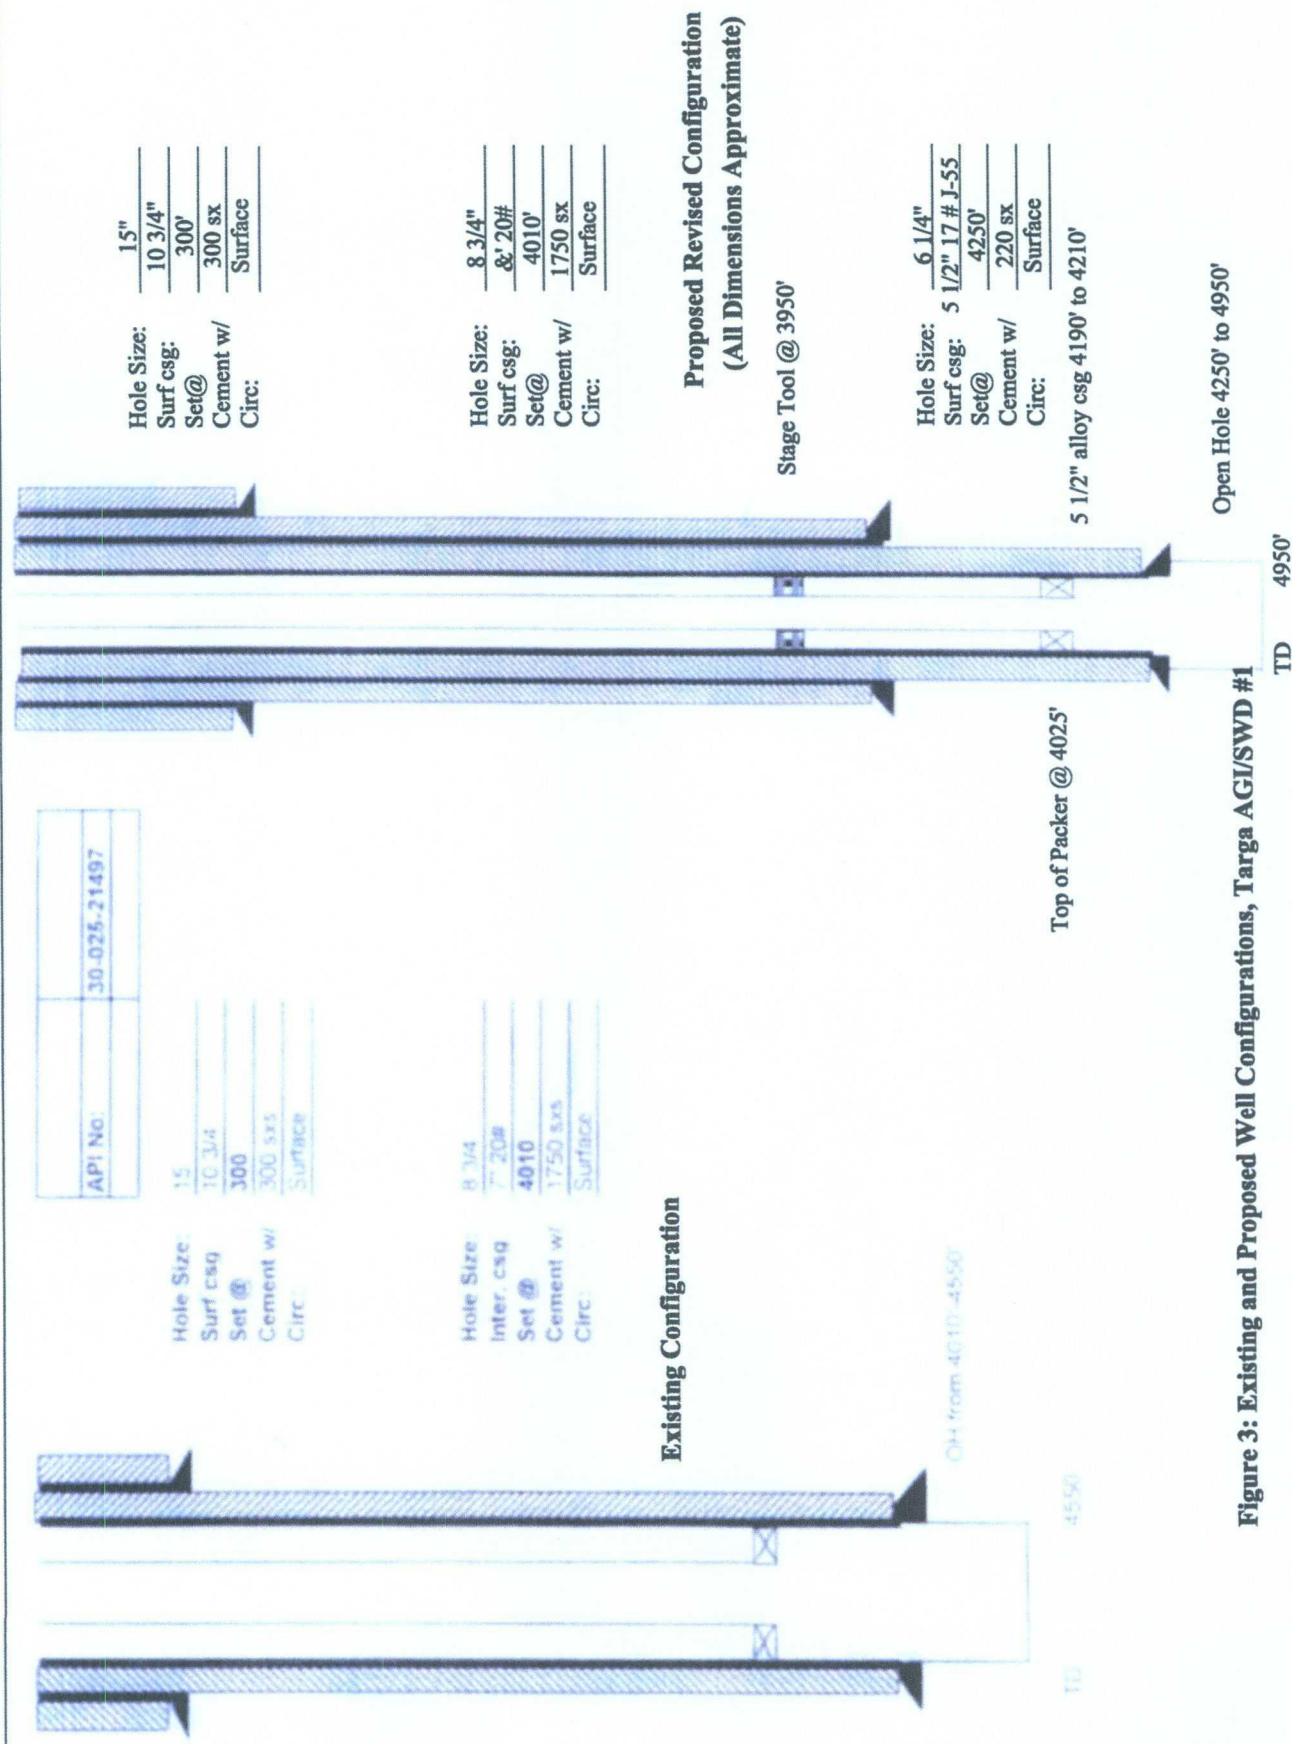 API No: 30-025-21497
Hole Size: 15
Surf csg 10 3/4
Set @ 300
Cement w/ 300 sxs
Circ: Surface
Hole Size: 8 3/4
Inter. csg 7" 20#
Set @ 4010
Cement w/ 1750 sxs
Circ: Surface
Existing Configuration
OH from 4010'-4550'
TD 4550
Hole Size: 15"
Surf csg: 10 3/4"
Set@ 300'
Cement w/ 300 sx
Circ: Surface
Hole Size: 8 3/4"
Surf csg: &' 20#
Set@ 4010'
Cement w/ 1750 sx
Circ: Surface
Proposed Revised Configuration
(All Dimensions Approximate)
Stage Tool @ 3950'
Hole Size: 6 1/4"
Surf csg: 5 1/2" 17 # J-55
Set@ 4250'
Cement w/ 220 sx
Circ: Surface
5 1/2" alloy csg 4190' to 4210'
Top of Packer @ 4025'
Open Hole 4250' to 4950'
TD 4950'
Figure 3: Existing and Proposed Well Configurations, Targa AGI/SWD #1